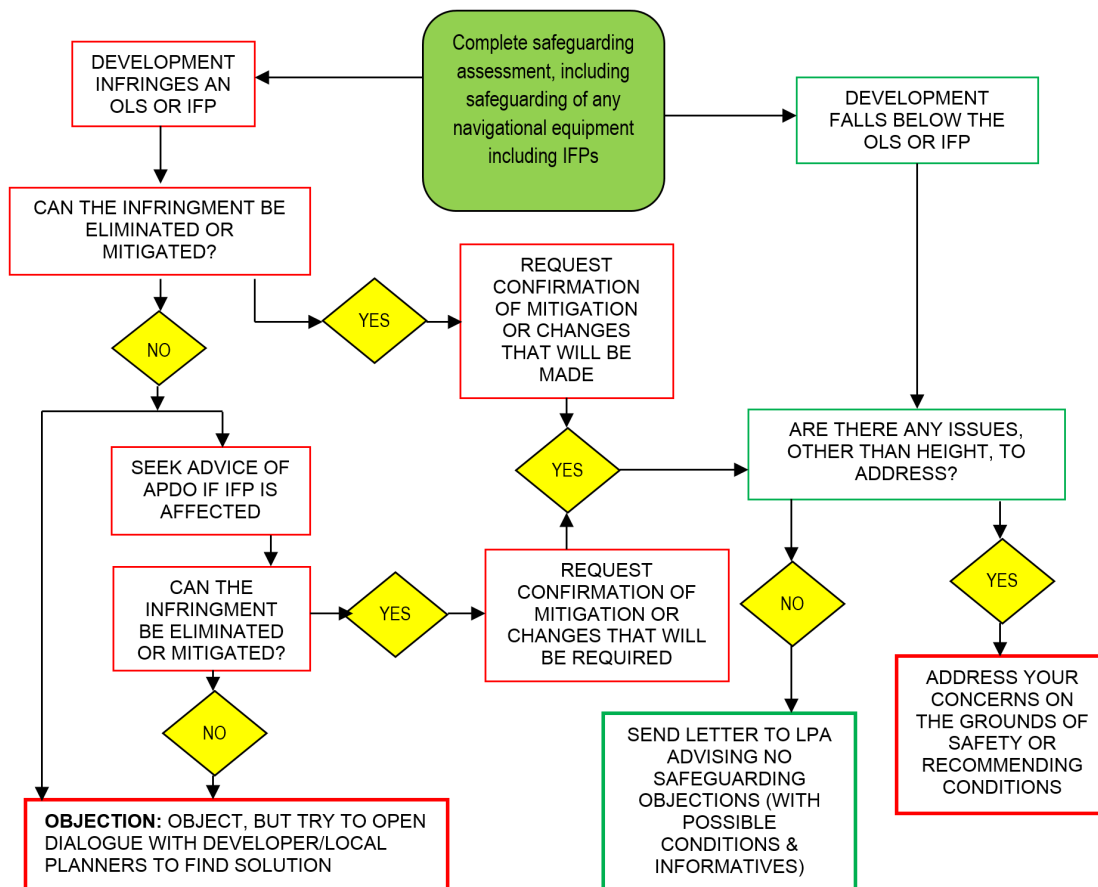 Complete safeguarding
assessment, including
safeguarding of any
navigational equipment
including IFPs
DEVELOPMENT
INFRINGES AN
OLS OR IFP
DEVELOPMENT
FALLS BELOW THE
OLS OR IFP
CAN THE INFRINGMENT BE
ELIMINATED OR
MITIGATED?
NO
YES
REQUEST
CONFIRMATION
OF MITIGATION
OR CHANGES
THAT WILL BE
MADE
SEEK ADVICE OF
APDO IF IFP IS
AFFECTED
YES
ARE THERE ANY ISSUES,
OTHER THAN HEIGHT, TO
ADDRESS?
CAN THE
INFRINGMENT
BE ELIMINATED
OR MITIGATED?
YES
REQUEST
CONFIRMATION OF
MITIGATION OR
CHANGES THAT WILL
BE REQUIRED
NO
YES
NO
OBJECTION: OBJECT, BUT TRY TO OPEN
DIALOGUE WITH DEVELOPER/LOCAL
PLANNERS TO FIND SOLUTION
SEND LETTER TO LPA
ADVISING NO
SAFEGUARDING
OBJECTIONS (WITH
POSSIBLE
CONDITIONS &
INFORMATIVES)
ADDRESS YOUR
CONCERNS ON
THE GROUNDS OF
SAFETY OR
RECOMMENDING
CONDITIONS